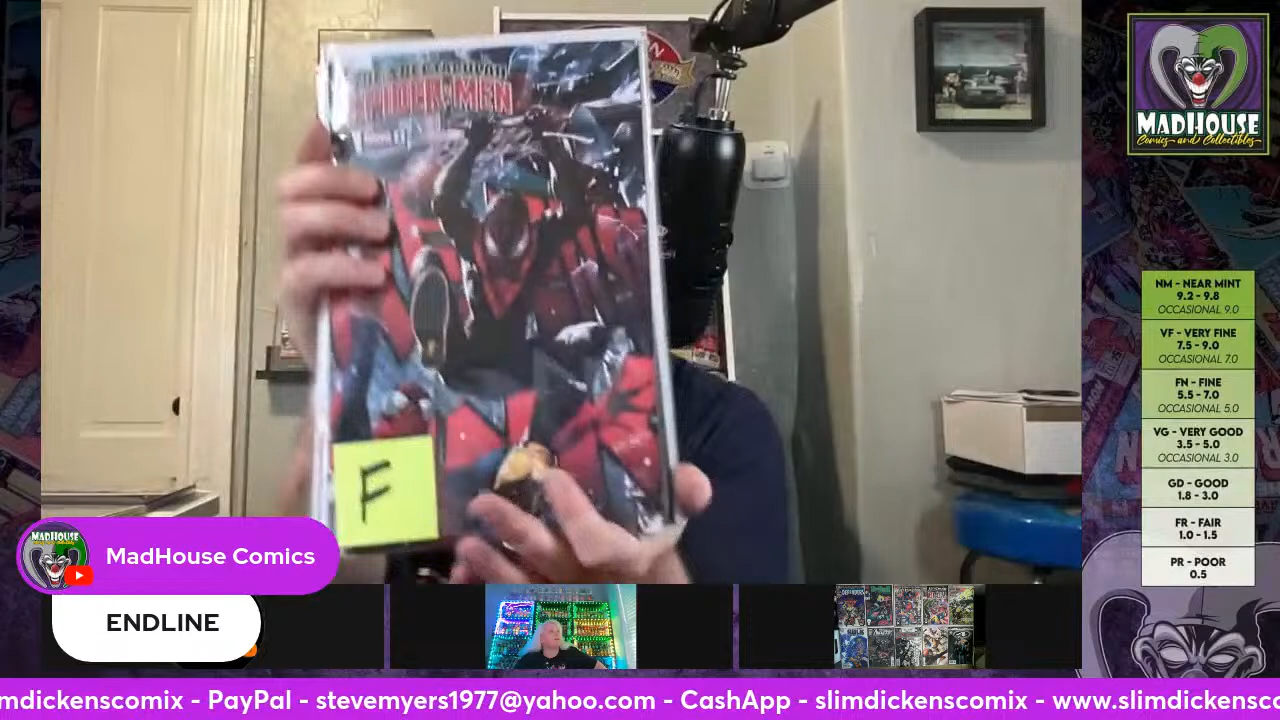 SPIDER-MEN
F
MADHOUSE
Comics and Collectibles
NM - NEAR MINT
9.2 - 9.8
OCCASIONAL 9.0
VF - VERY FINE
7.5 - 9.0
OCCASIONAL 7.0
FN - FINE
5.5 - 7.0
OCCASIONAL 5.0
VG - VERY GOOD
3.5 - 5.0
OCCASIONAL 3.0
GD - GOOD
1.8 - 3.0
FR - FAIR
1.0 - 1.5
PR - POOR
0.5
MADHOUSE
MadHouse Comics
ENDLINE
imdickenscomix - PayPal - stevemyers1977@yahoo.com - CashApp - slimdickenscomix - www.slimdickensco